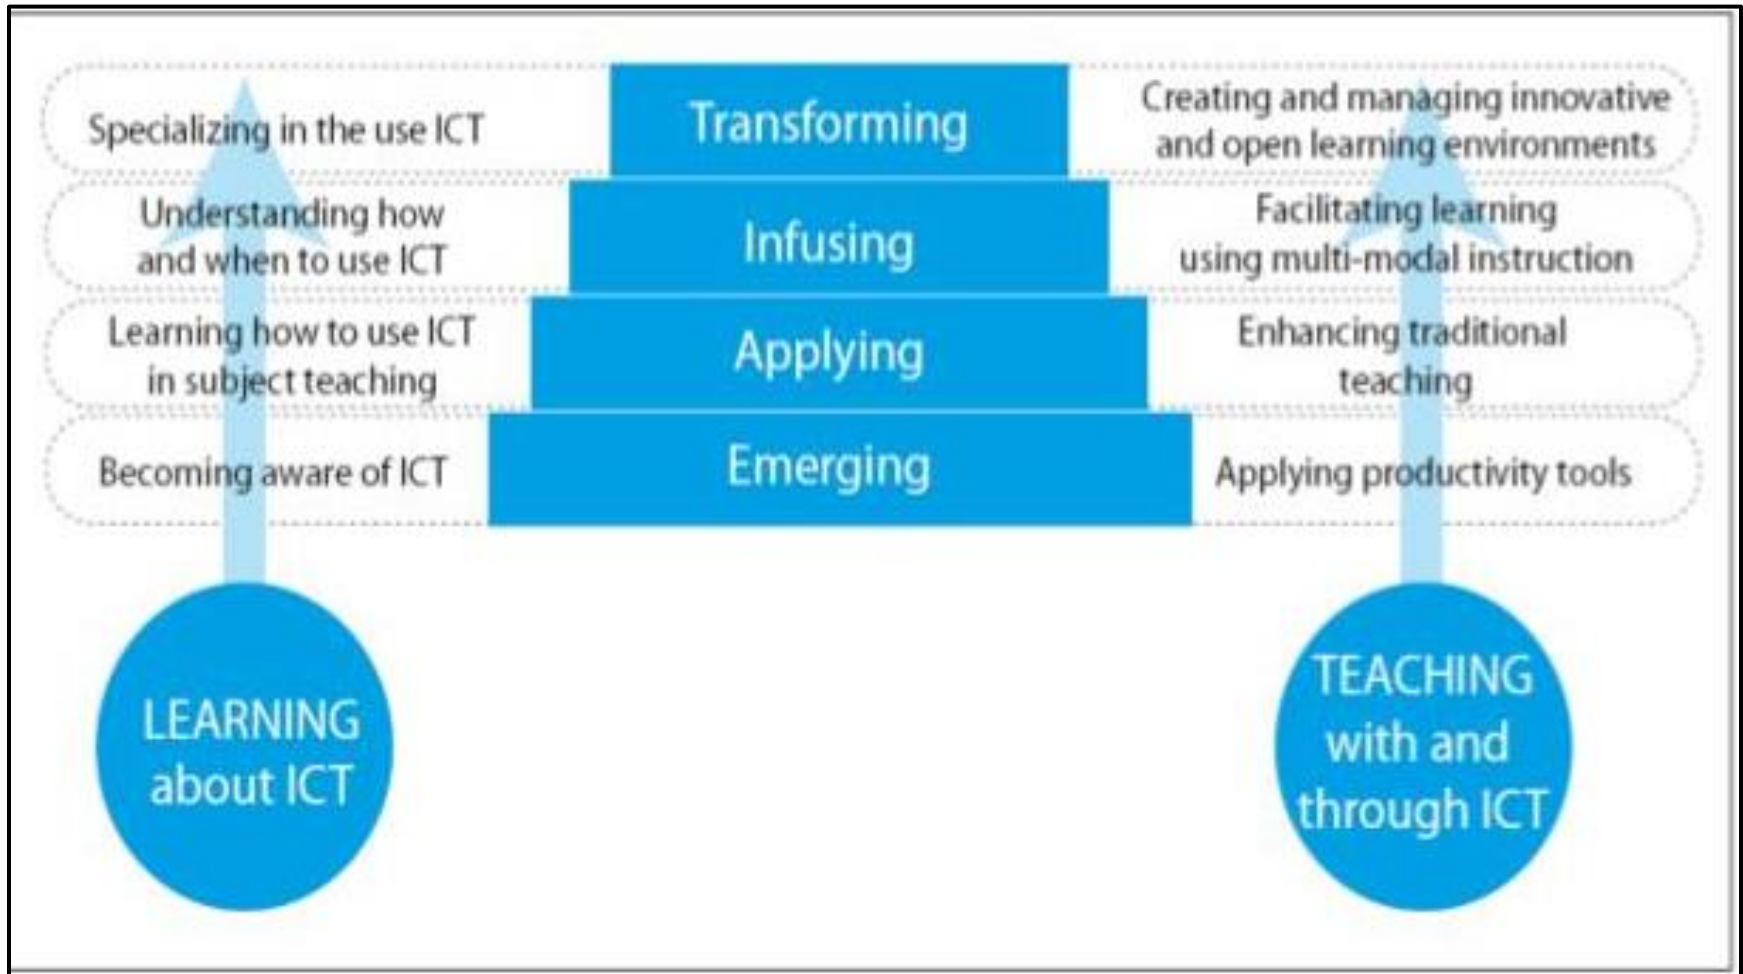 Specializing in the use ICT
Transforming
Creating and managing innovative
and open learning environments
Understanding how
and when to use ICT
Infusing
Facilitating learning
using multi-modal instruction
Learning how to use ICT
in subject teaching
Applying
Enhancing traditional
teaching
Becoming aware of ICT
Emerging
Applying productivity tools
LEARNING
about ICT
TEACHING
with and
through ICT